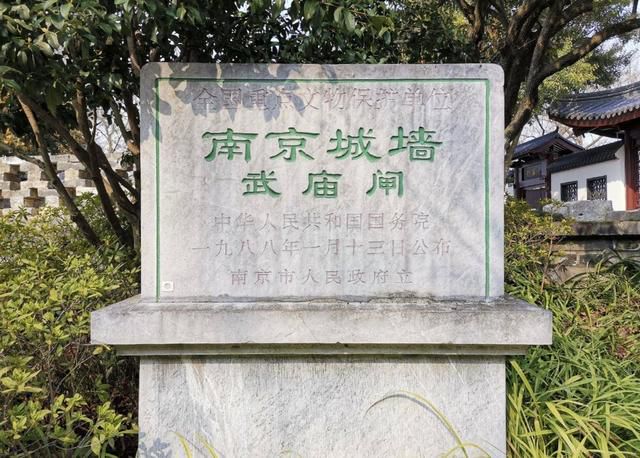 全国重点文物保护单位
南京城墙
武庙闸
中华人民共和国国务院
一九八八年一月十三日公布
南京市人民政府立